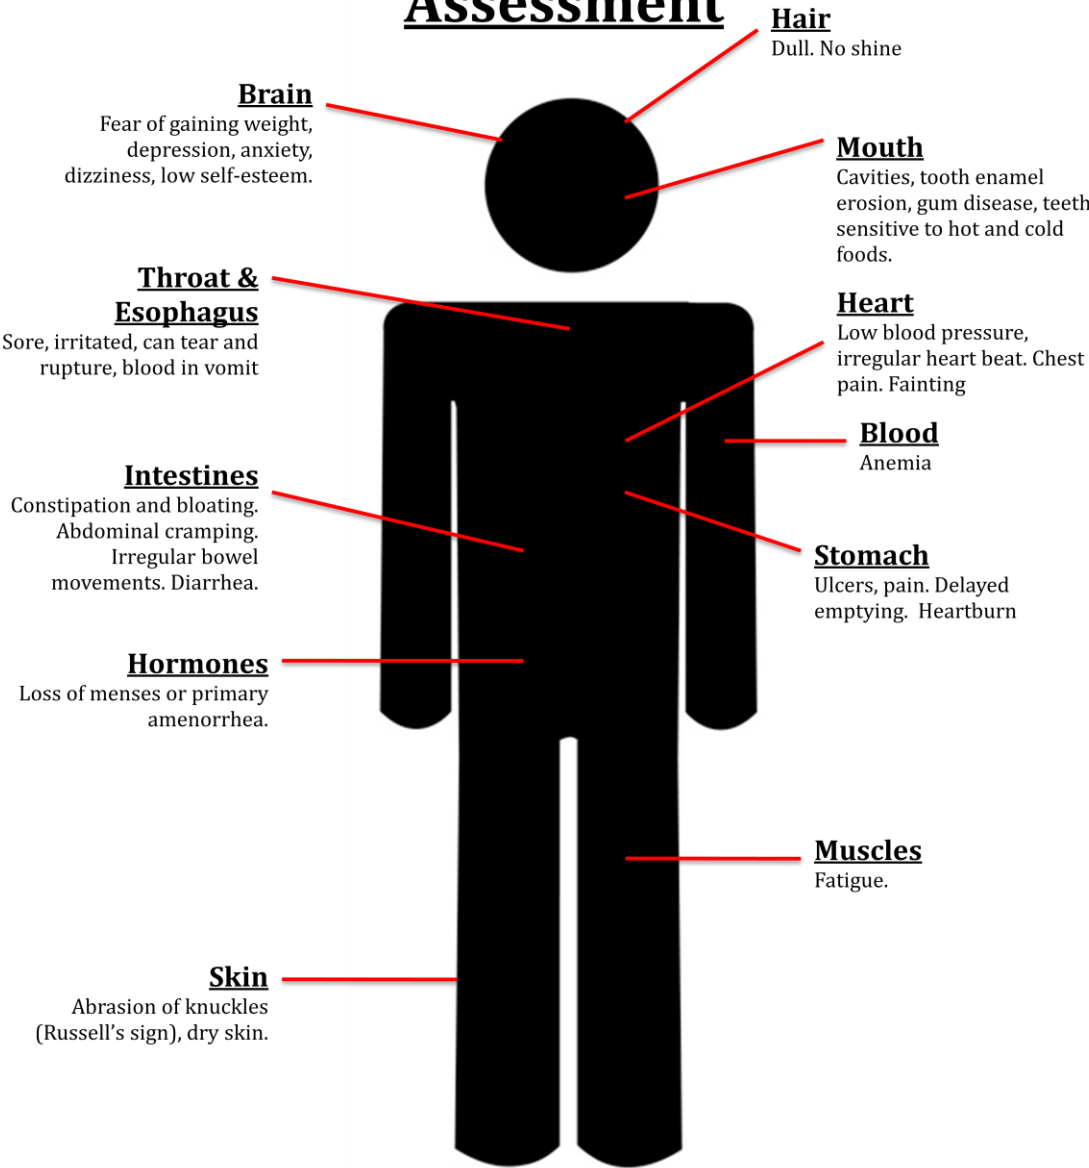 Assessment
Hair
Dull. No shine
Brain
Fear of gaining weight,
depression, anxiety,
dizziness, low self-esteem.
Mouth
Cavities, tooth enamel
erosion, gum disease, teeth
sensitive to hot and cold
foods.
Throat &
Esophagus
Sore, irritated, can tear and
rupture, blood in vomit
Heart
Low blood pressure,
irregular heart beat. Chest
pain. Fainting
Blood
Anemia
Intestines
Constipation and bloating.
Abdominal cramping.
Irregular bowel
movements. Diarrhea.
Stomach
Ulcers, pain. Delayed
emptying.  Heartburn
Hormones
Loss of menses or primary
amenorrhea.
Muscles
Fatigue.
Skin
Abrasion of knuckles
(Russell’s sign), dry skin.